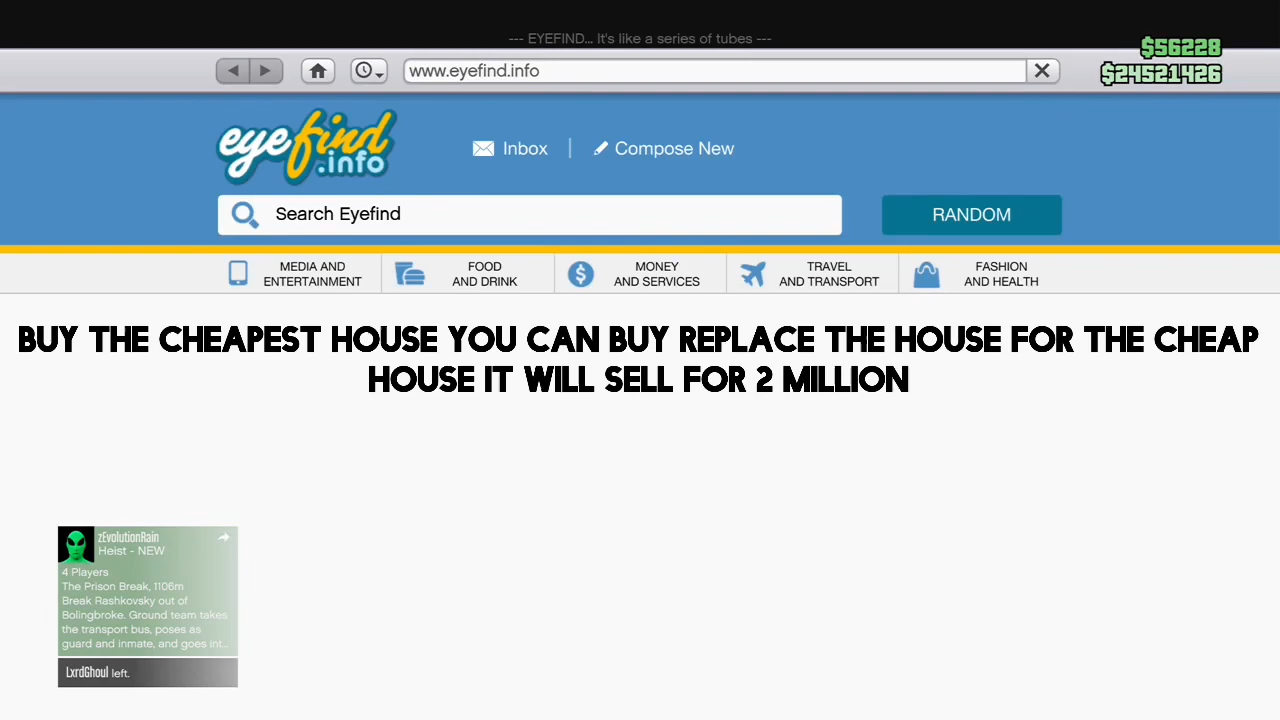 --- EYEFIND... It's like a series of tubes ---
$56228
www.eyefind.info
$24521426
eyefind
.info
Inbox
Compose New
Search Eyefind
RANDOM
MEDIA AND
ENTERTAINMENT
FOOD
AND DRINK
MONEY
AND SERVICES
TRAVEL
AND TRANSPORT
FASHION
AND HEALTH
BUY THE CHEAPEST HOUSE YOU CAN BUY REPLACE THE HOUSE FOR THE CHEAP
HOUSE IT WILL SELL FOR 2 MILLION
zEvolutionRain
Heist - NEW
4 Players
The Prison Break, 1106m
Break Rashkovsky out of
Bolingbroke. Ground team takes
the transport bus, poses as
guard and inmate, and goes int..
LxrdGhoul left.